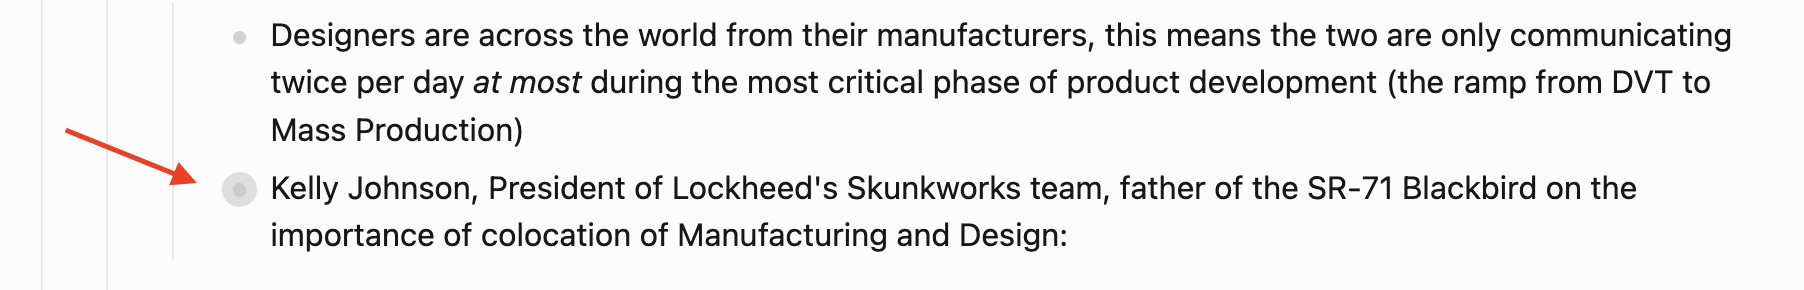 Designers are across the world from their manufacturers, this means the two are only communicating
twice per day at most during the most critical phase of product development (the ramp from DVT to
Mass Production)
Kelly Johnson, President of Lockheed's Skunkworks team, father of the SR-71 Blackbird on the
importance of colocation of Manufacturing and Design: